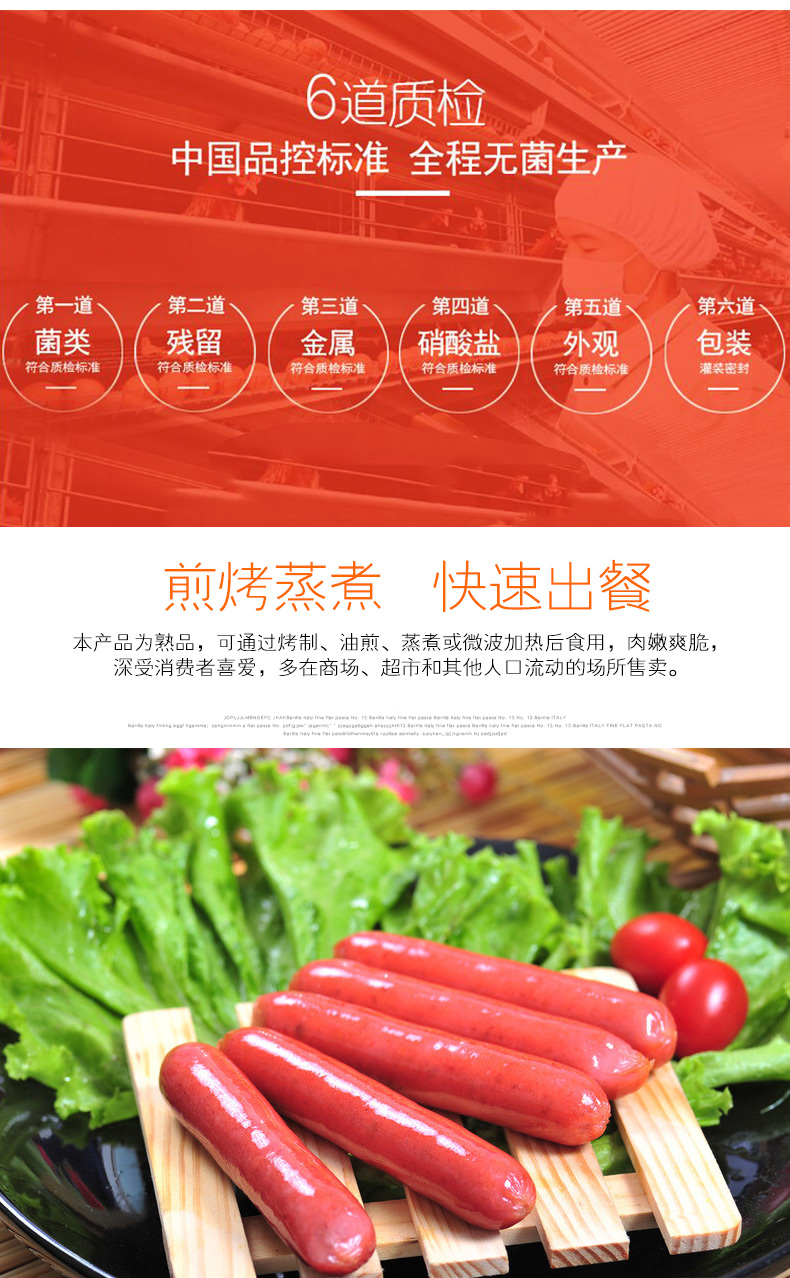 6道质检
中国品控标准 全程无菌生产
第一道 第二道 第三道 第四道 第五道 第六道
菌类 残留 金属 硝酸盐 外观 包装
符合质检标准 符合质检标准 符合质检标准 符合质检标准 符合质检标准 灌装密封
煎烤蒸煮 快速出餐
本产品为熟品，可通过烤制、油煎、蒸煮或微波加热后食用，肉嫩爽脆，
深受消费者喜爱，多在商场、超市和其他人口流动的场所售卖。